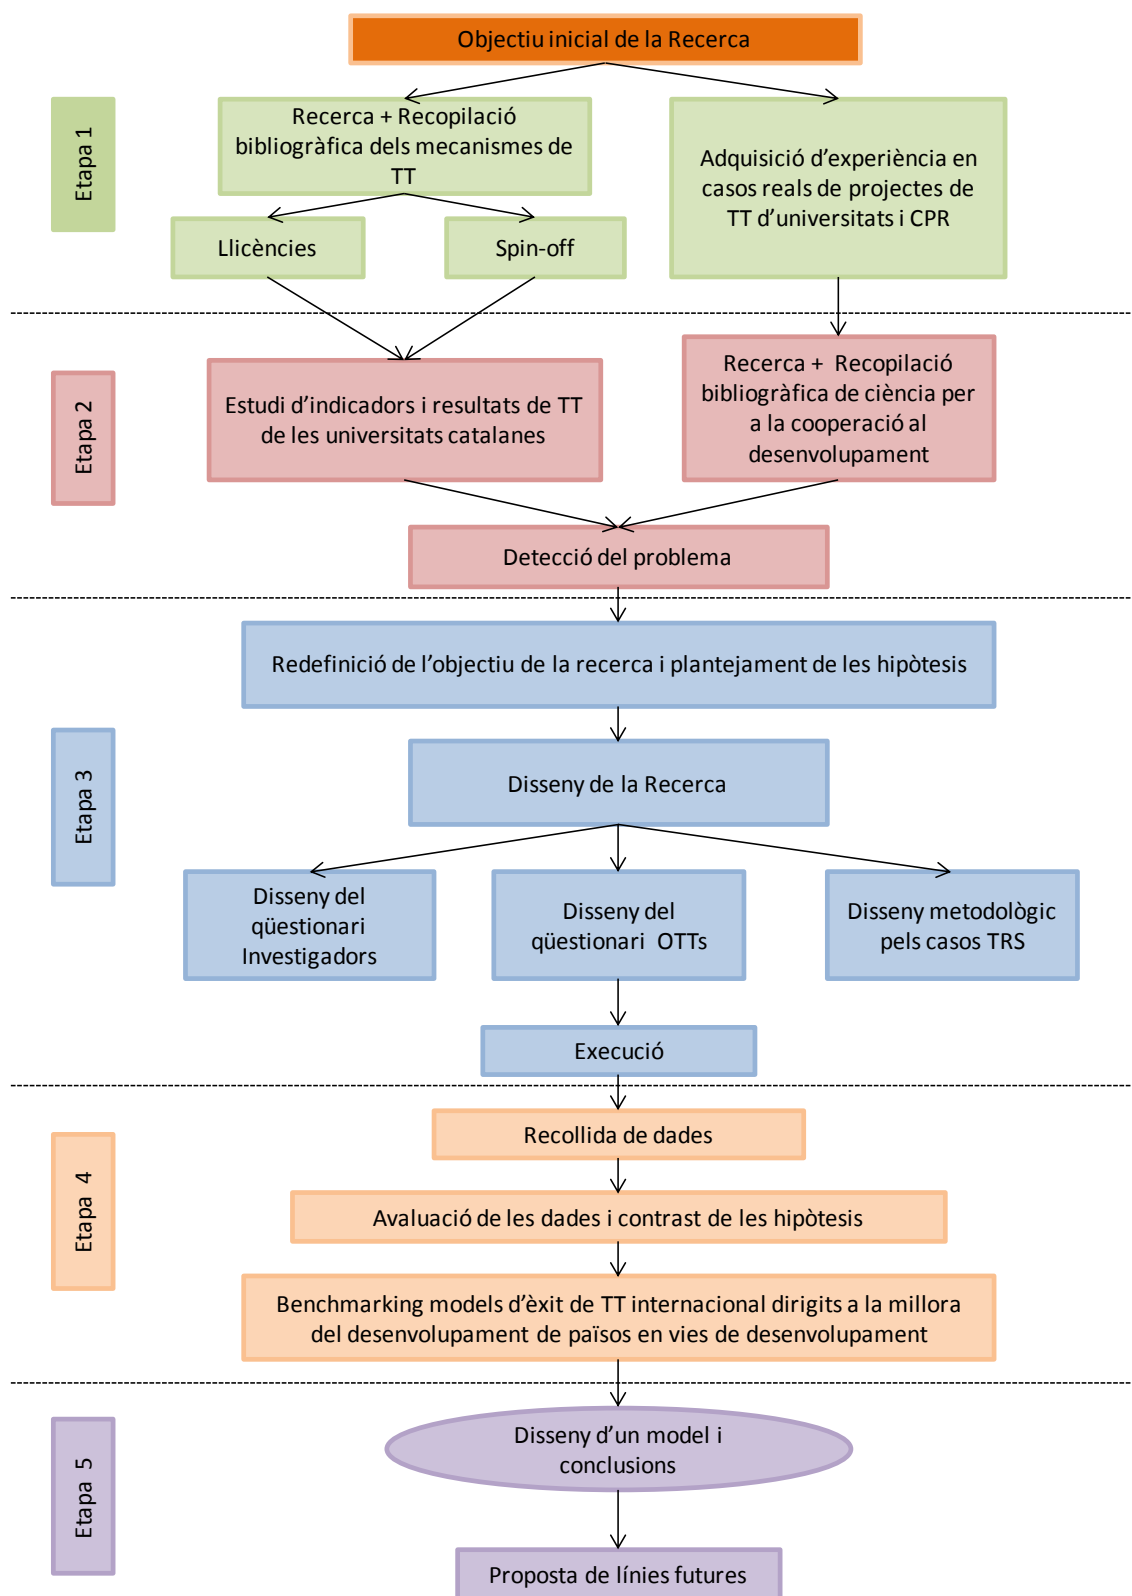 Objectiu inicial de la Recerca
Etapa 1
Recerca + Recopilació
bibliogràfica dels mecanismes de
TT
Adquisició d’experiència en
casos reals de projectes de
TT d’universitats i CPR
Llicències
Spin-off
Etapa 2
Estudi d’indicadors i resultats de TT
de les universitats catalanes
Recerca + Recopilació
bibliogràfica de ciència per
a la cooperació al
desenvolupament
Detecció del problema
Etapa 3
Redefinició de l’objectiu de la recerca i plantejament de les hipòtesis
Disseny de la Recerca
Disseny del
qüestionari
Investigadors
Disseny del
qüestionari OTTs
Disseny metodològic
pels casos TRS
Execució
Etapa 4
Recollida de dades
Avaluació de les dades i contrast de les hipòtesis
Benchmarking models d’èxit de TT internacional dirigits a la millora
del desenvolupament de països en vies de desenvolupament
Etapa 5
Disseny d’un model i
conclusions
Proposta de línies futures